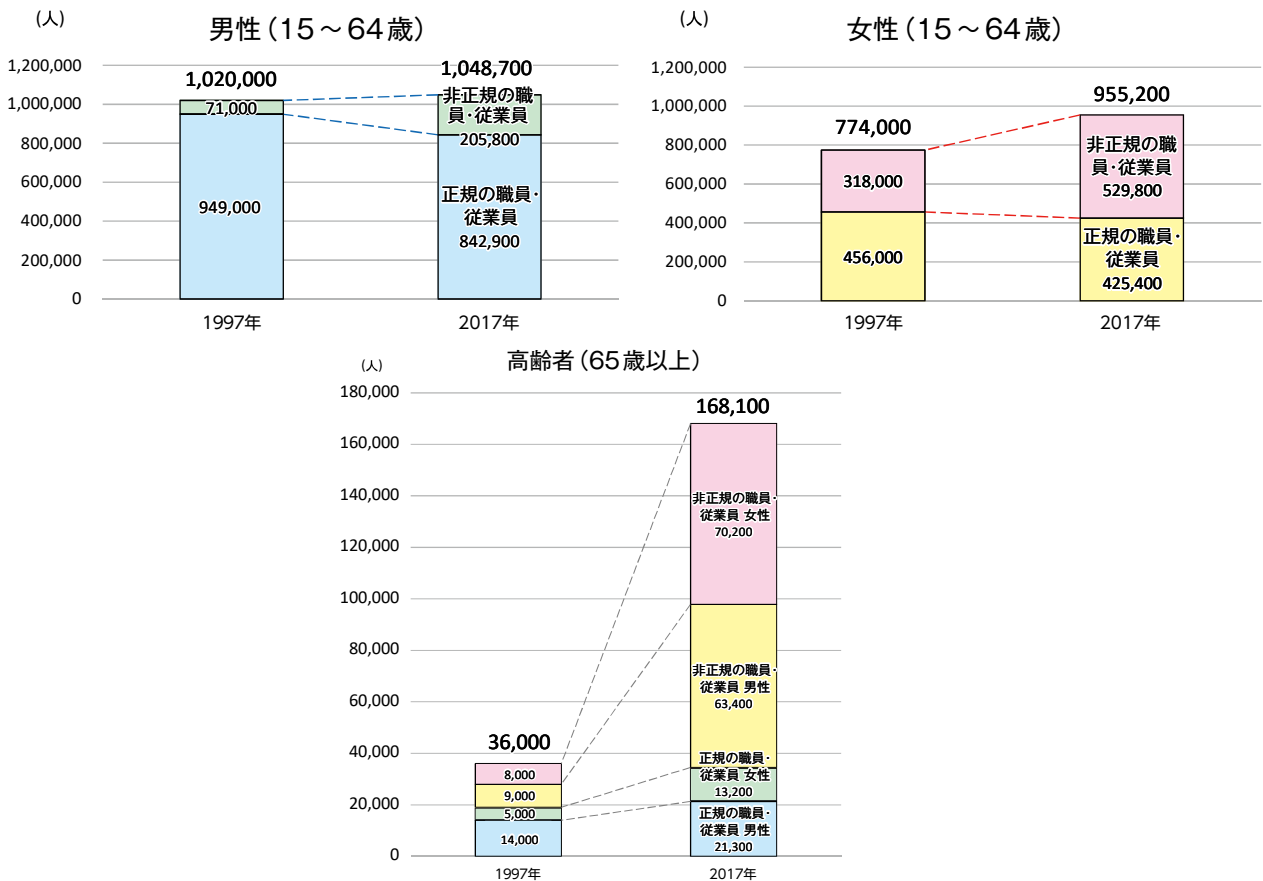 (人)
男性（15～64歳）
1,200,000
1,000,000
800,000
600,000
400,000
200,000
0
1,020,000
71,000
949,000
1,048,700
非正規の職
員・従業員
205,800
正規の職員・
従業員
842,900
1997年
2017年
(人)
女性（15～64歳）
1,200,000
1,000,000
800,000
600,000
400,000
200,000
0
774,000
318,000
456,000
955,200
非正規の職
員・従業員
529,800
正規の職員・
従業員
425,400
1997年
2017年
(人)
高齢者（65歳以上）
180,000
160,000
140,000
120,000
100,000
80,000
60,000
40,000
20,000
0
36,000
8,000
9,000
5,000
14,000
168,100
非正規の職員・
従業員 女性
70,200
非正規の職員・
従業員 男性
63,400
正規の職員・
従業員 女性
13,200
正規の職員・
従業員 男性
21,300
1997年
2017年